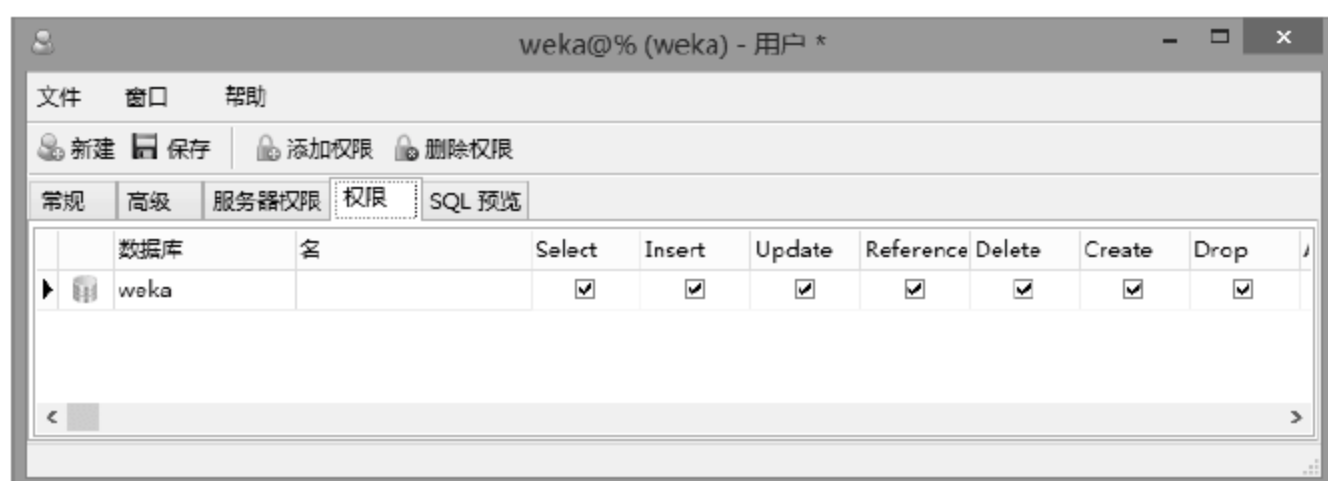 weka@% (weka) - 用户 *
文件 窗口 帮助
新建 保存 添加权限 删除权限
常规 高级 服务器权限 权限 SQL 预览
数据库 名 Select Insert Update Reference Delete Create Drop
weka